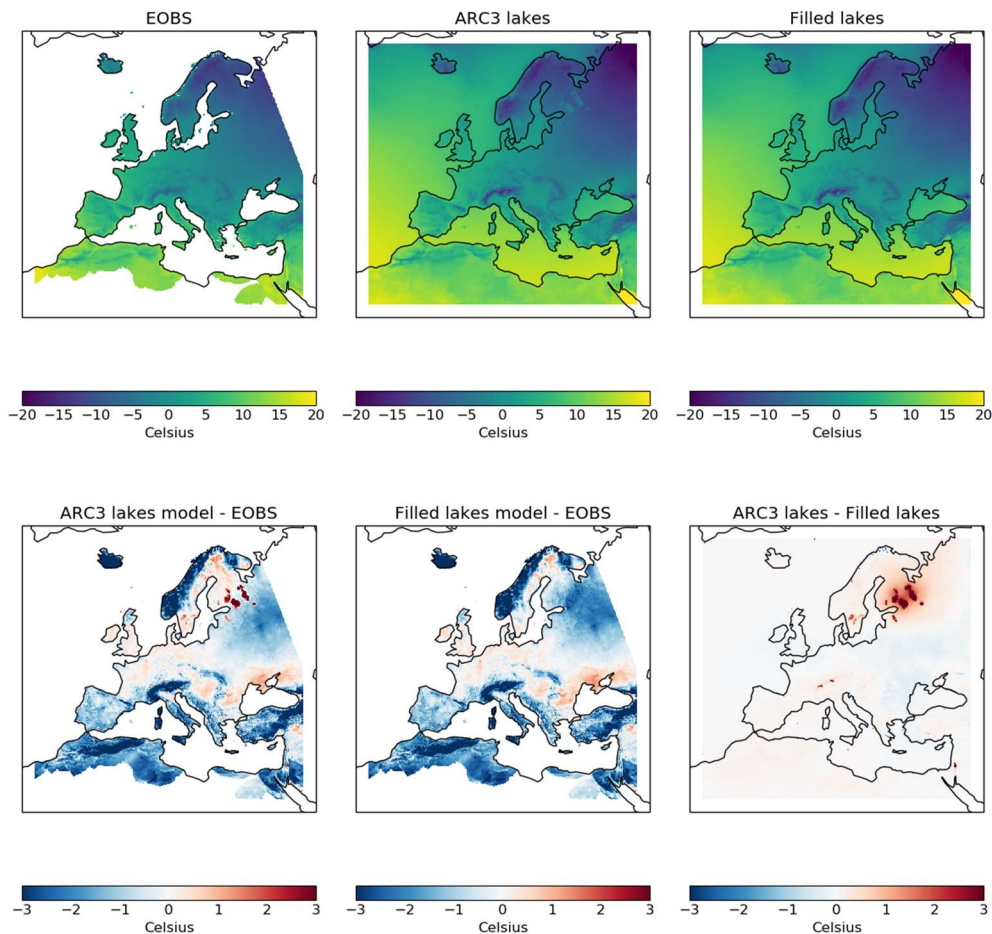 EOBS
ARC3 lakes
Filled lakes
−20 −15 −10 −5 0 5 10 15 20
−20 −15 −10 −5 0 5 10 15 20
−20 −15 −10 −5 0 5 10 15 20
Celsius
Celsius
Celsius
ARC3 lakes model - EOBS
Filled lakes model - EOBS
ARC3 lakes - Filled lakes
−3 −2 −1 0 1 2 3
−3 −2 −1 0 1 2 3
−3 −2 −1 0 1 2 3
Celsius
Celsius
Celsius